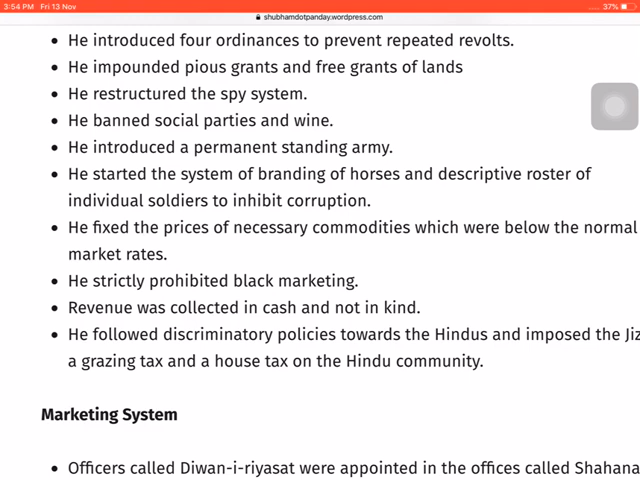 3:54 PM Fri 13 Nov
37%
shubhamdotpanday.wordpress.com
• He introduced four ordinances to prevent repeated revolts.
• He impounded pious grants and free grants of lands
• He restructured the spy system.
• He banned social parties and wine.
• He introduced a permanent standing army.
• He started the system of branding of horses and descriptive roster of
individual soldiers to inhibit corruption.
• He fixed the prices of necessary commodities which were below the normal
market rates.
• He strictly prohibited black marketing.
• Revenue was collected in cash and not in kind.
• He followed discriminatory policies towards the Hindus and imposed the Jiz
a grazing tax and a house tax on the Hindu community.
Marketing System
• Officers called Diwan-i-riyasat were appointed in the offices called Shahana